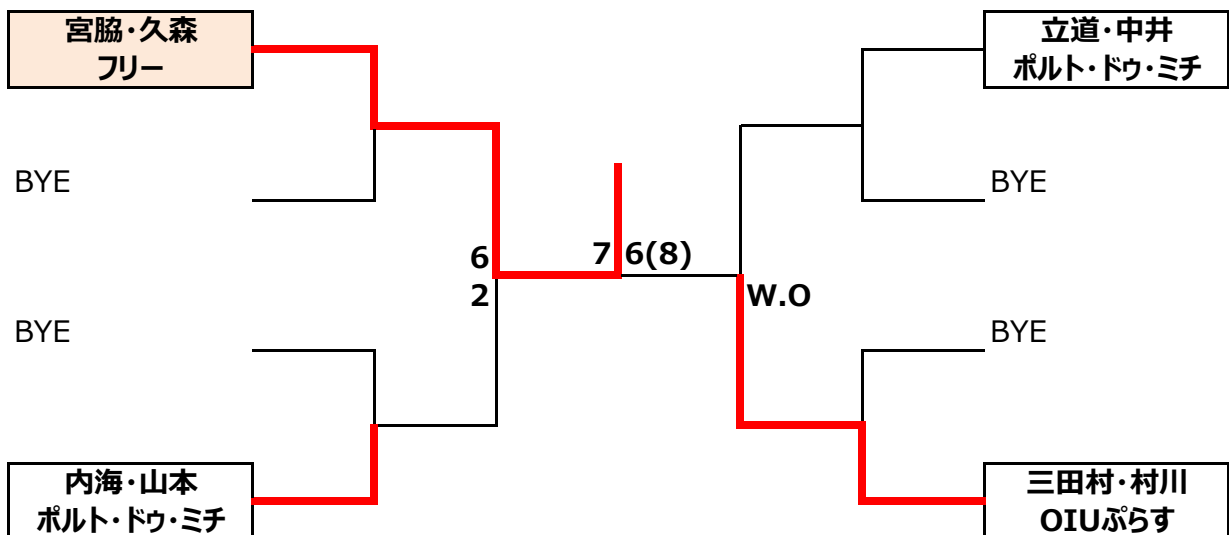 宮脇・久森
フリー
BYE
BYE
内海・山本
ポルト・ドゥ・ミチ
6
2
7
6(8)
W.O
立道・中井
ポルト・ドゥ・ミチ
BYE
BYE
三田村・村川
OIUぷらす